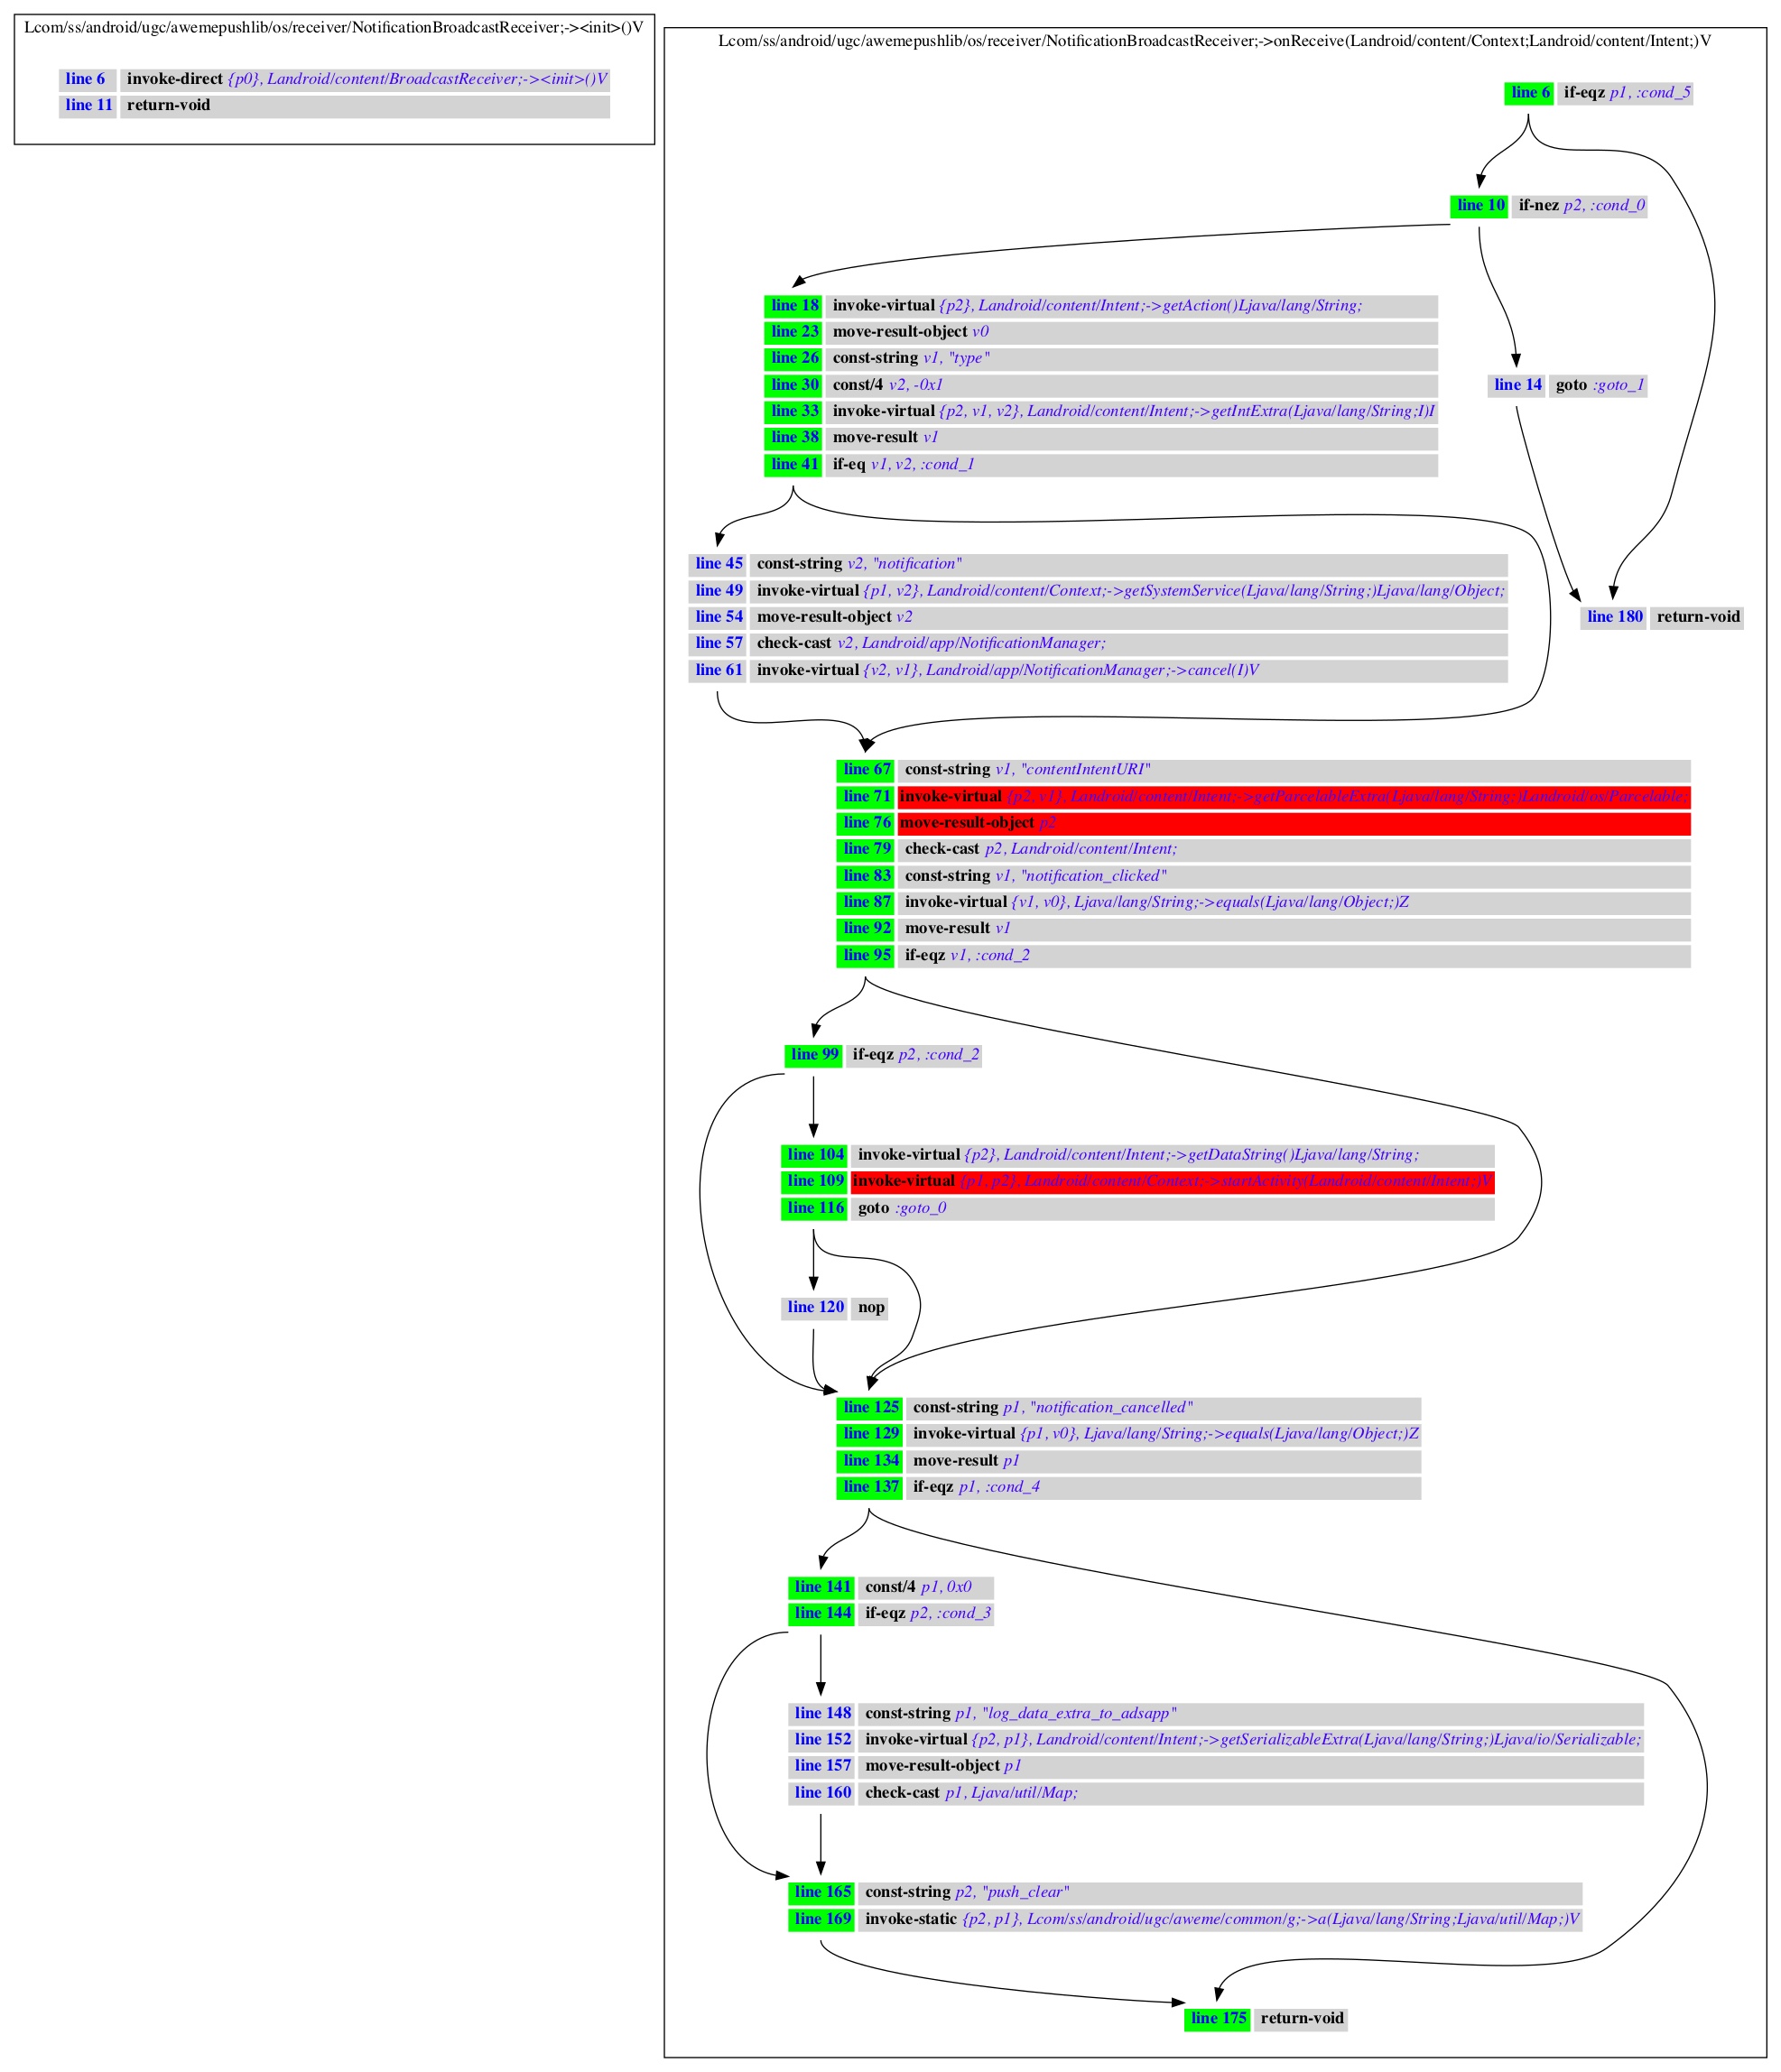 Lcom/ss/android/ugc/awemepushlib/os/receiver/NotificationBroadcastReceiver;-><init>()V
line 6 invoke-direct {p0}, Landroid/content/BroadcastReceiver;-><init>()V
line 11 return-void
Lcom/ss/android/ugc/awemepushlib/os/receiver/NotificationBroadcastReceiver;->onReceive(Landroid/content/Context;Landroid/content/Intent;)V
line 6 if-eqz p1, :cond_5
line 10 if-nez p2, :cond_0
line 18 invoke-virtual {p2}, Landroid/content/Intent;->getAction()Ljava/lang/String;
line 23 move-result-object v0
line 26 const-string v1, "type"
line 30 const/4 v2, -0x1
line 33 invoke-virtual {p2, v1, v2}, Landroid/content/Intent;->getIntExtra(Ljava/lang/String;I)I
line 38 move-result v1
line 41 if-eq v1, v2, :cond_1
line 14 goto :goto_1
line 45 const-string v2, "notification"
line 49 invoke-virtual {p1, v2}, Landroid/content/Context;->getSystemService(Ljava/lang/String;)Ljava/lang/Object;
line 54 move-result-object v2
line 57 check-cast v2, Landroid/app/NotificationManager;
line 61 invoke-virtual {v2, v1}, Landroid/app/NotificationManager;->cancel(I)V
line 180 return-void
line 67 const-string v1, "contentIntentURI"
line 71 invoke-virtual {p2, v1}, Landroid/content/Intent;->getParcelableExtra(Ljava/lang/String;)Landroid/os/Parcelable;
line 76 move-result-object p2
line 79 check-cast p2, Landroid/content/Intent;
line 83 const-string v1, "notification_clicked"
line 87 invoke-virtual {v1, v0}, Ljava/lang/String;->equals(Ljava/lang/Object;)Z
line 92 move-result v1
line 95 if-eqz v1, :cond_2
line 99 if-eqz p2, :cond_2
line 104 invoke-virtual {p2}, Landroid/content/Intent;->getDataString()Ljava/lang/String;
line 109 invoke-virtual {p1, p2}, Landroid/content/Context;->startActivity(Landroid/content/Intent;)V
line 116 goto :goto_0
line 120 nop
line 125 const-string p1, "notification_cancelled"
line 129 invoke-virtual {p1, v0}, Ljava/lang/String;->equals(Ljava/lang/Object;)Z
line 134 move-result p1
line 137 if-eqz p1, :cond_4
line 141 const/4 p1, 0x0
line 144 if-eqz p2, :cond_3
line 148 const-string p1, "log_data_extra_to_adsapp"
line 152 invoke-virtual {p2, p1}, Landroid/content/Intent;->getSerializableExtra(Ljava/lang/String;)Ljava/io/Serializable;
line 157 move-result-object p1
line 160 check-cast p1, Ljava/util/Map;
line 165 const-string p2, "push_clear"
line 169 invoke-static {p2, p1}, Lcom/ss/android/ugc/aweme/common/g;->a(Ljava/lang/String;Ljava/util/Map;)V
line 175 return-void